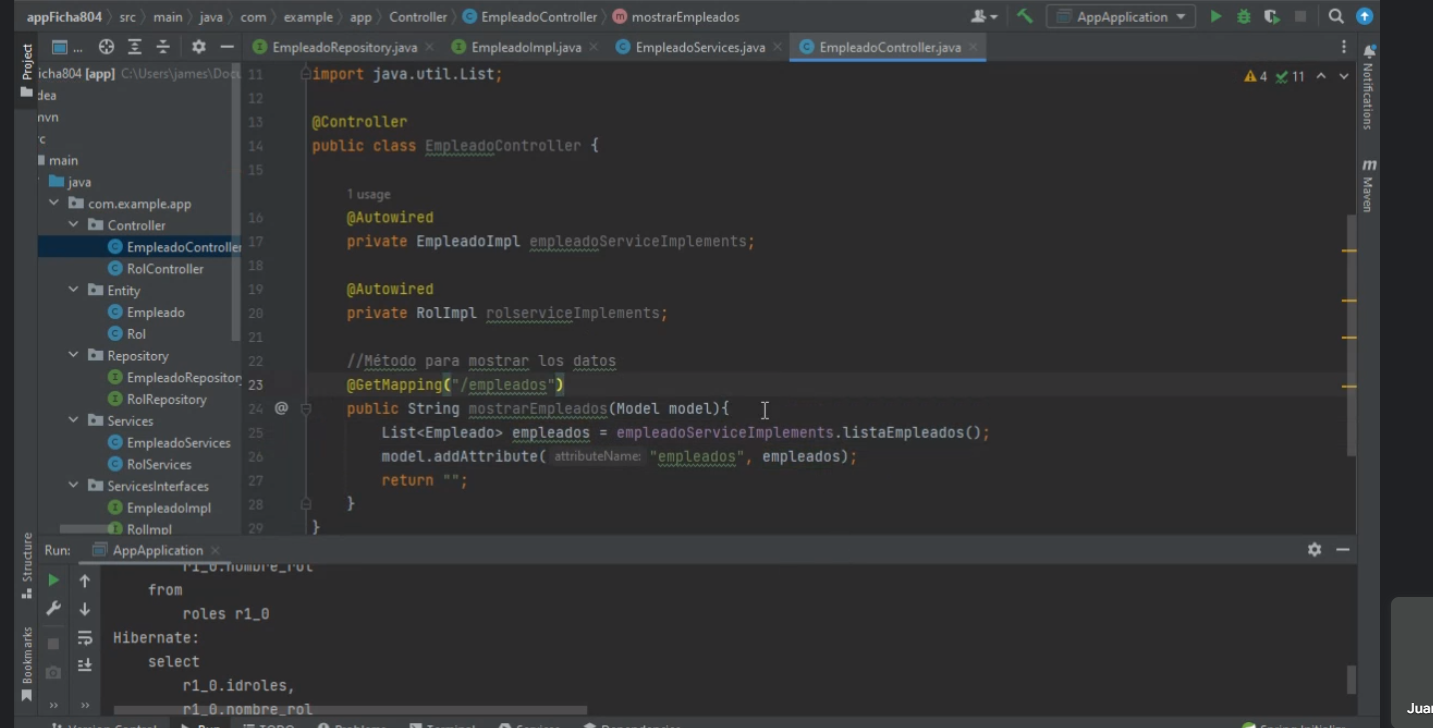 appFicha804 src main java com example app Controller EmpleadoController mostrarEmpleados AppApplication
Project ... EmpleadoRepository.java EmpleadoImpl.java EmpleadoServices.java EmpleadoController.java
icha804 [app] C:\Users\james\Docu
dea
main
java
com.example.app
Controller
EmpleadoController
RolController
Entity
Empleado
Rol
Repository
EmpleadoRepository
RolRepository
Services
EmpleadoServices
RolServices
ServicesInterfaces
EmpleadoImpl
RolImpl
11 import java.util.List;
12
13 @Controller
14 public class EmpleadoController {
15
1 usage
16 @Autowired
17 private EmpleadoImpl empleadoServiceImplements;
18
19 @Autowired
20 private RolImpl rolserviceImplements;
21
22 //Método para mostrar los datos
23 @GetMapping("/empleados")
24 @ public String mostrarEmpleados(Model model){
25 List<Empleado> empleados = empleadoServiceImplements.listaEmpleados();
26 model.addAttribute( attributeName: "empleados", empleados);
27 return "";
28 }
29 }
4 11
Notifications
m Maven
Structure
Bookmarks
Run: AppApplication
r1_0.nombre_rol
from
roles r1_0
Hibernate:
select
r1_0.idroles,
r1_0.nombre_rol
Version Control Run TODO Problems Terminal Services Dependencies
Juan